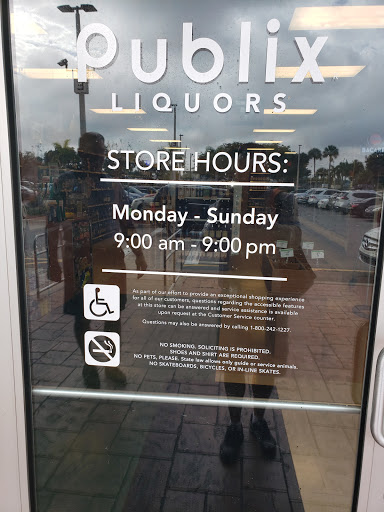 Publix
LIQUORS
STORE HOURS:
Monday - Sunday
9:00 am - 9:00 pm
As part of our effort to provide an exceptional shopping experience
for all of our customers, questions regarding the accessible features
at this store can be answered and service assistance is available
upon request at the Customer Service counter.
Questions may also be answered by calling 1-800-242-1227.
NO SMOKING. SOLICITING IS PROHIBITED.
SHOES AND SHIRT ARE REQUIRED.
NO PETS, PLEASE. State law allows only guide or service animals.
NO SKATEBOARDS, BICYCLES, OR IN-LINE SKATES.